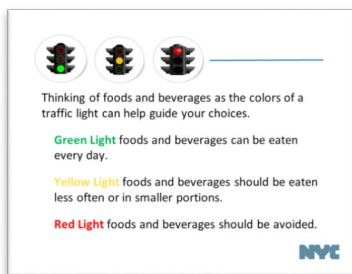 Thinking of foods and beverages as the colors of a
traffic light can help guide your choices.
Green Light foods and beverages can be eaten
every day.
Yellow Light foods and beverages should be eaten
less often or in smaller portions.
Red Light foods and beverages should be avoided.
NYC